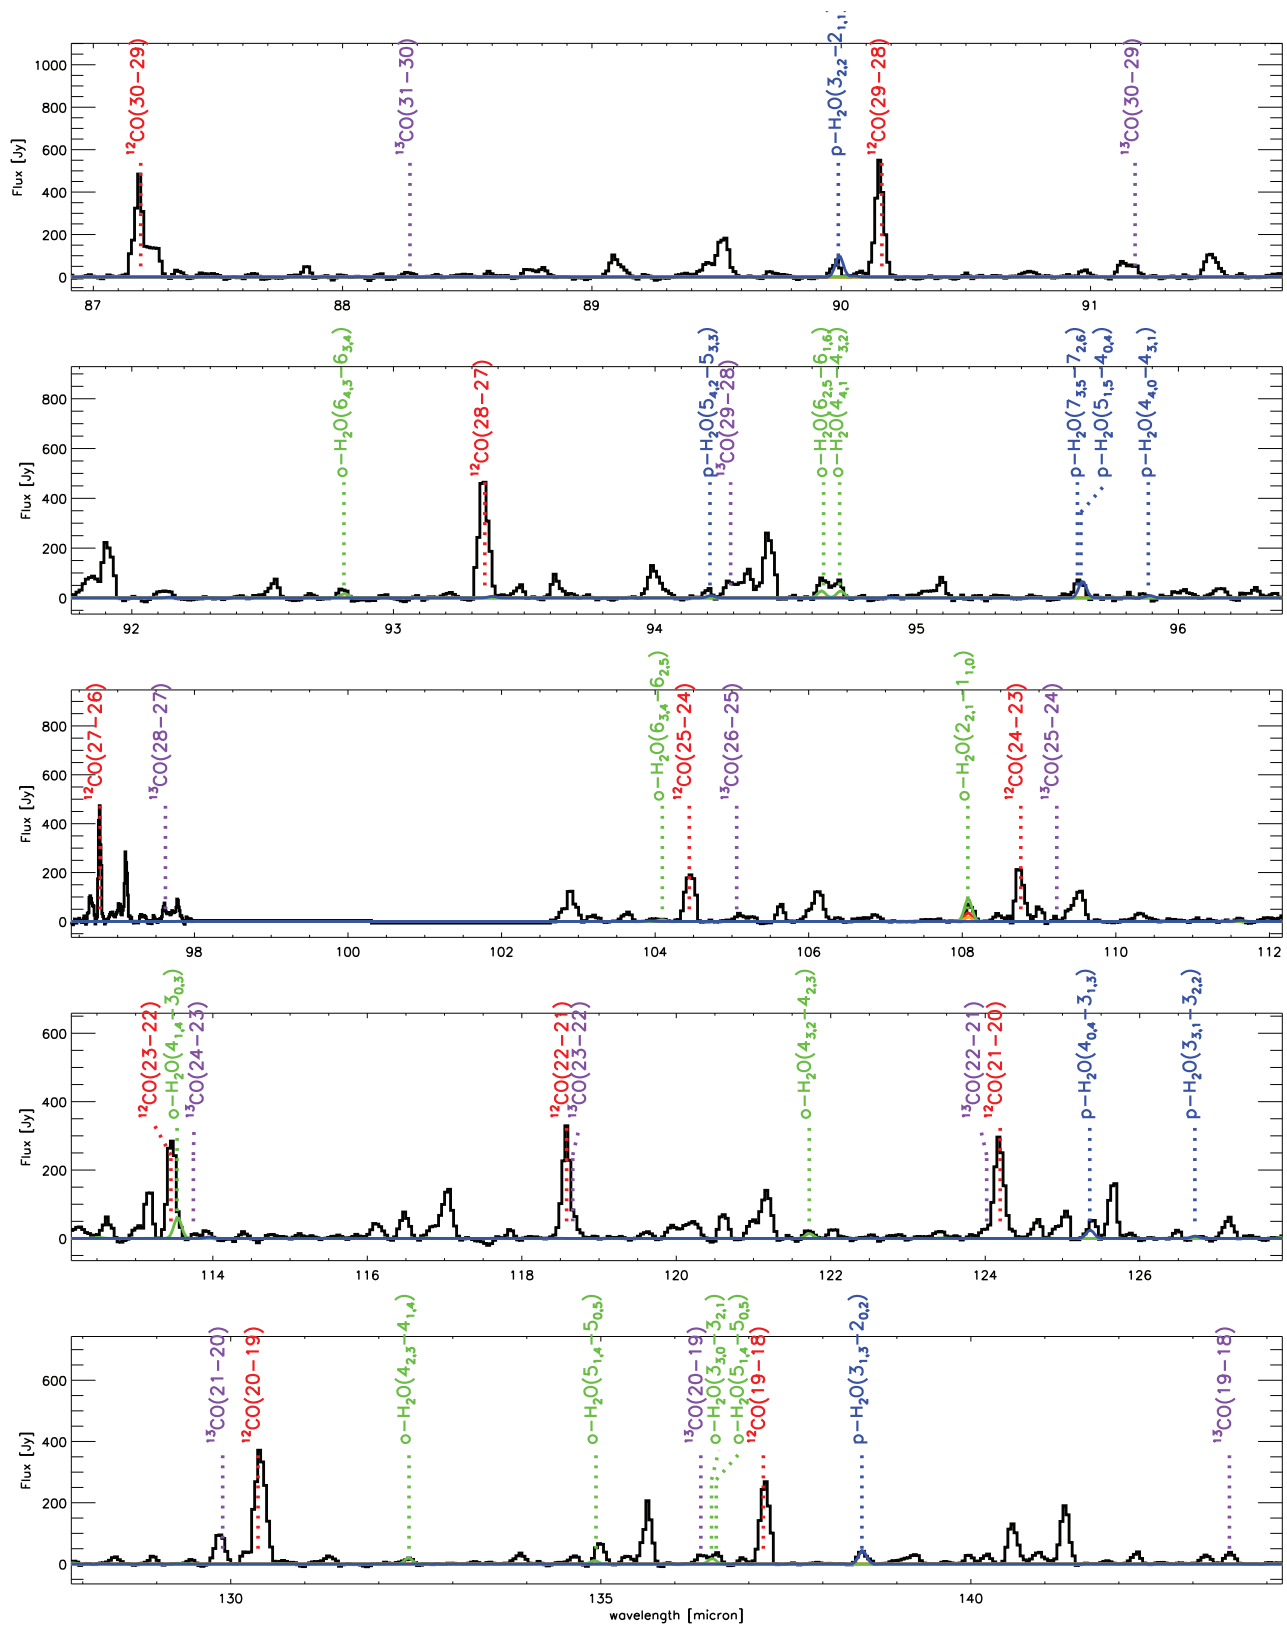 ¹²CO(30−29)
¹³CO(31−30)
p−H₂O(3₂,₂−2₁,₁)
¹²CO(29−28)
¹³CO(30−29)
Flux [Jy]
1000
800
600
400
200
0
87 88 89 90 91
o−H₂O(6₄,₃−6₃,₄)
¹²CO(28−27)
p−H₂O(5₄,₂−5₃,₃)
¹³CO(29−28)
o−H₂O(6₂,₅−6₁,₆)
o−H₂O(4₄,₁−4₃,₂)
p−H₂O(7₃,₅−7₂,₆)
p−H₂O(5₁,₅−4₀,₄)
p−H₂O(4₄,₀−4₃,₁)
Flux [Jy]
800
600
400
200
0
92 93 94 95 96
¹²CO(27−26)
¹³CO(28−27)
o−H₂O(6₃,₄−6₂,₅)
¹²CO(25−24)
¹³CO(26−25)
o−H₂O(2₂,₁−1₁,₀)
¹²CO(24−23)
¹³CO(25−24)
Flux [Jy]
800
600
400
200
0
98 100 102 104 106 108 110 112
¹²CO(23−22)
o−H₂O(4₁,₄−3₀,₃)
¹³CO(24−23)
¹²CO(22−21)
¹³CO(23−22)
o−H₂O(4₃,₂−4₂,₃)
¹³CO(22−21)
¹²CO(21−20)
p−H₂O(4₀,₄−3₁,₃)
p−H₂O(3₃,₁−3₂,₂)
Flux [Jy]
600
400
200
0
114 116 118 120 122 124 126
¹³CO(21−20)
¹²CO(20−19)
o−H₂O(4₂,₃−4₁,₄)
o−H₂O(5₁,₄−5₀,₅)
¹³CO(20−19)
o−H₂O(3₃,₀−3₂,₁)
o−H₂O(5₁,₄−5₀,₅)
¹²CO(19−18)
p−H₂O(3₁,₃−2₀,₂)
¹³CO(19−18)
Flux [Jy]
600
400
200
0
130 135 140
wavelength [micron]